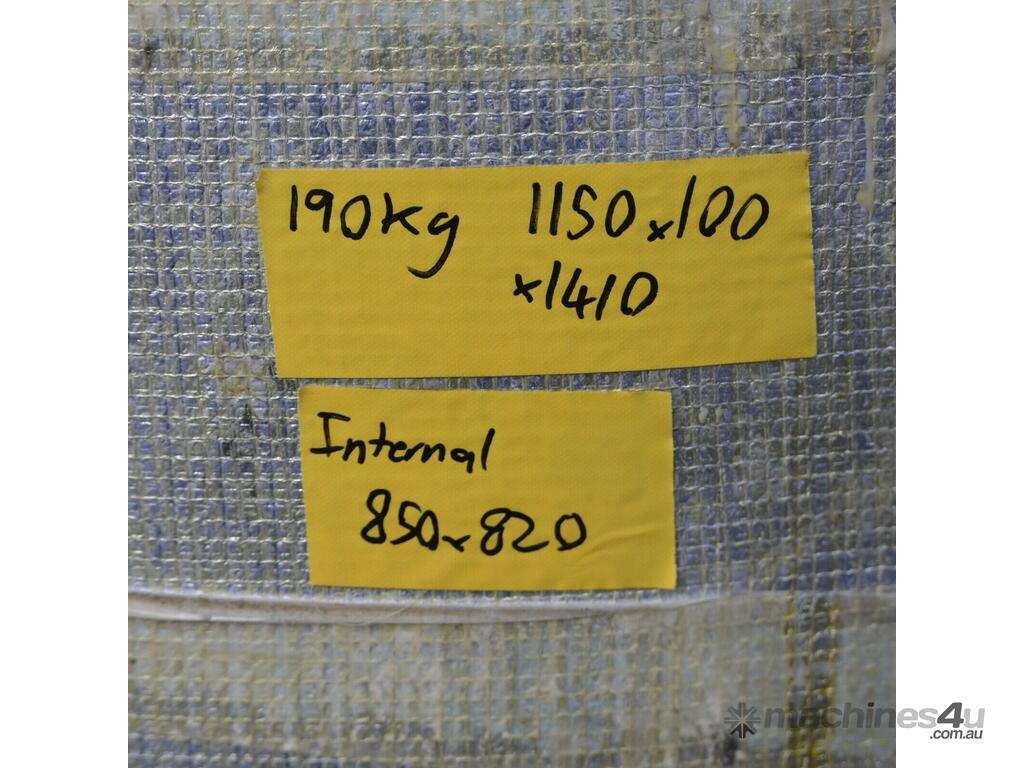 190kg 1150x100
x1410
Internal
850x820
machines4u
.com.au